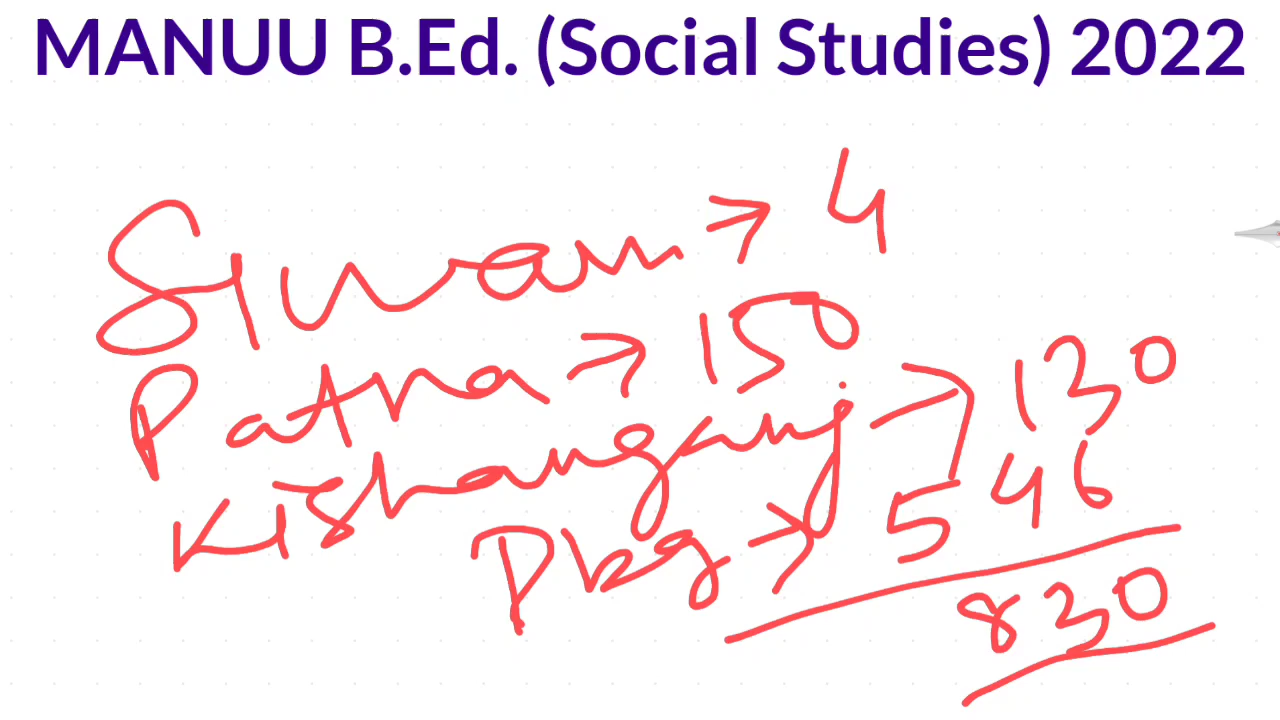 MANUU B.Ed. (Social Studies) 2022
Siwan → 4
Patna → 150
Kishanganj → 130
Dbg → 546
830